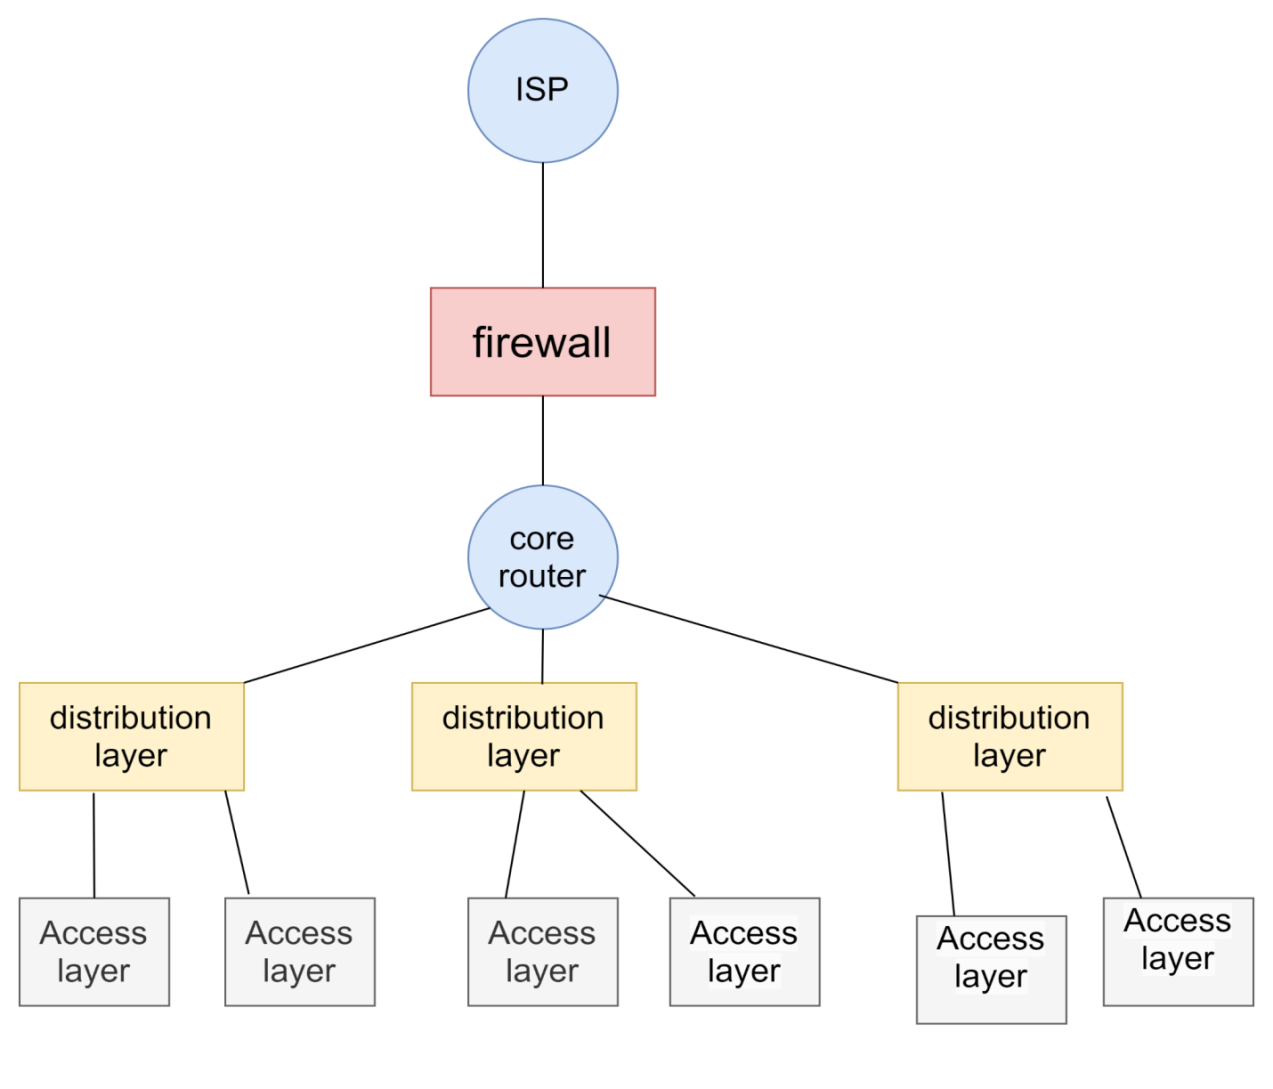 ISP
firewall
core
router
distribution
layer
distribution
layer
distribution
layer
Access
layer
Access
layer
Access
layer
Access
layer
Access
layer
Access
layer